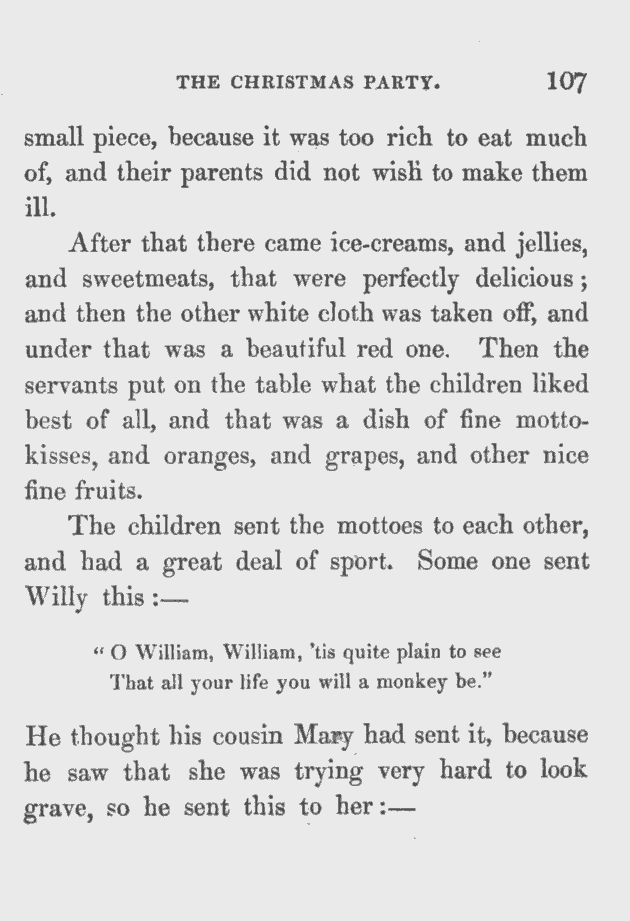 THE CHRISTMAS PARTY. 107
small piece, because it was too rich to eat much
of, and their parents did not wish to make them
ill.
After that there came ice-creams, and jellies,
and sweetmeats, that were perfectly delicious;
and then the other white cloth was taken off, and
under that was a beautiful red one. Then the
servants put on the table what the children liked
best of all, and that was a dish of fine motto-
kisses, and oranges, and grapes, and other nice
fine fruits.
The children sent the mottoes to each other,
and had a great deal of sport. Some one sent
Willy this:—
“O William, William, ’tis quite plain to see
That all your life you will a monkey be.”
He thought his cousin Mary had sent it, because
he saw that she was trying very hard to look
grave, so he sent this to her:—